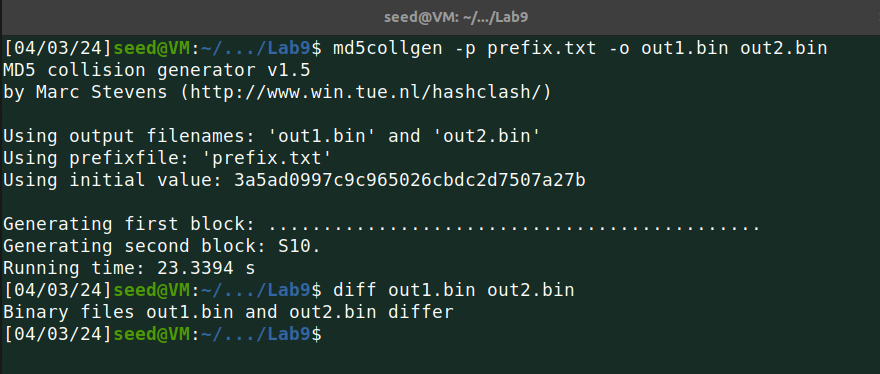 seed@VM: ~/.../Lab9
[04/03/24]seed@VM:~/.../Lab9$ md5collgen -p prefix.txt -o out1.bin out2.bin
MD5 collision generator v1.5
by Marc Stevens (http://www.win.tue.nl/hashclash/)
Using output filenames: 'out1.bin' and 'out2.bin'
Using prefixfile: 'prefix.txt'
Using initial value: 3a5ad0997c9c965026cbdc2d7507a27b
Generating first block: .............................................
Generating second block: S10.
Running time: 23.3394 s
[04/03/24]seed@VM:~/.../Lab9$ diff out1.bin out2.bin
Binary files out1.bin and out2.bin differ
[04/03/24]seed@VM:~/.../Lab9$